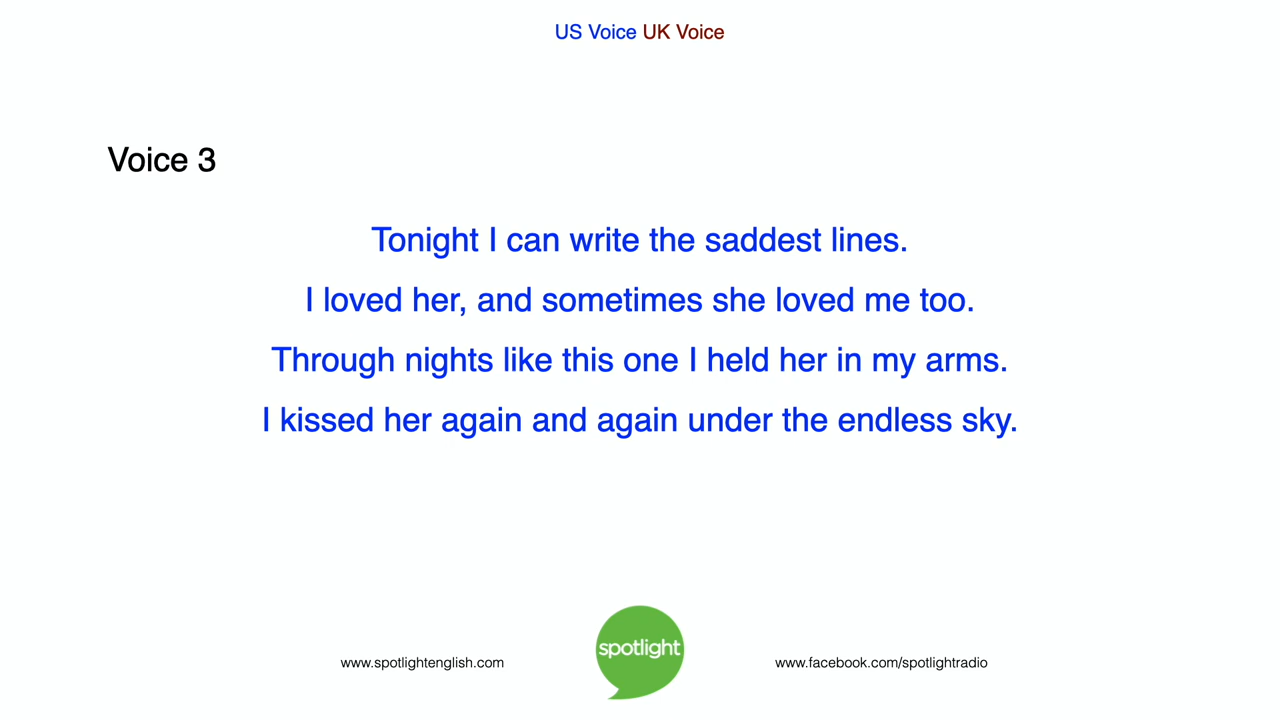 US Voice UK Voice
Voice 3
Tonight I can write the saddest lines.
I loved her, and sometimes she loved me too.
Through nights like this one I held her in my arms.
I kissed her again and again under the endless sky.
www.spotlightenglish.com
spotlight
www.facebook.com/spotlightradio